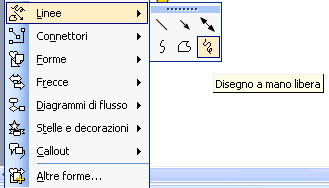 Linee
Connettori
Forme
Frecce
Diagrammi di flusso
Stelle e decorazioni
Callout
Altre forme...
Disegno a mano libera